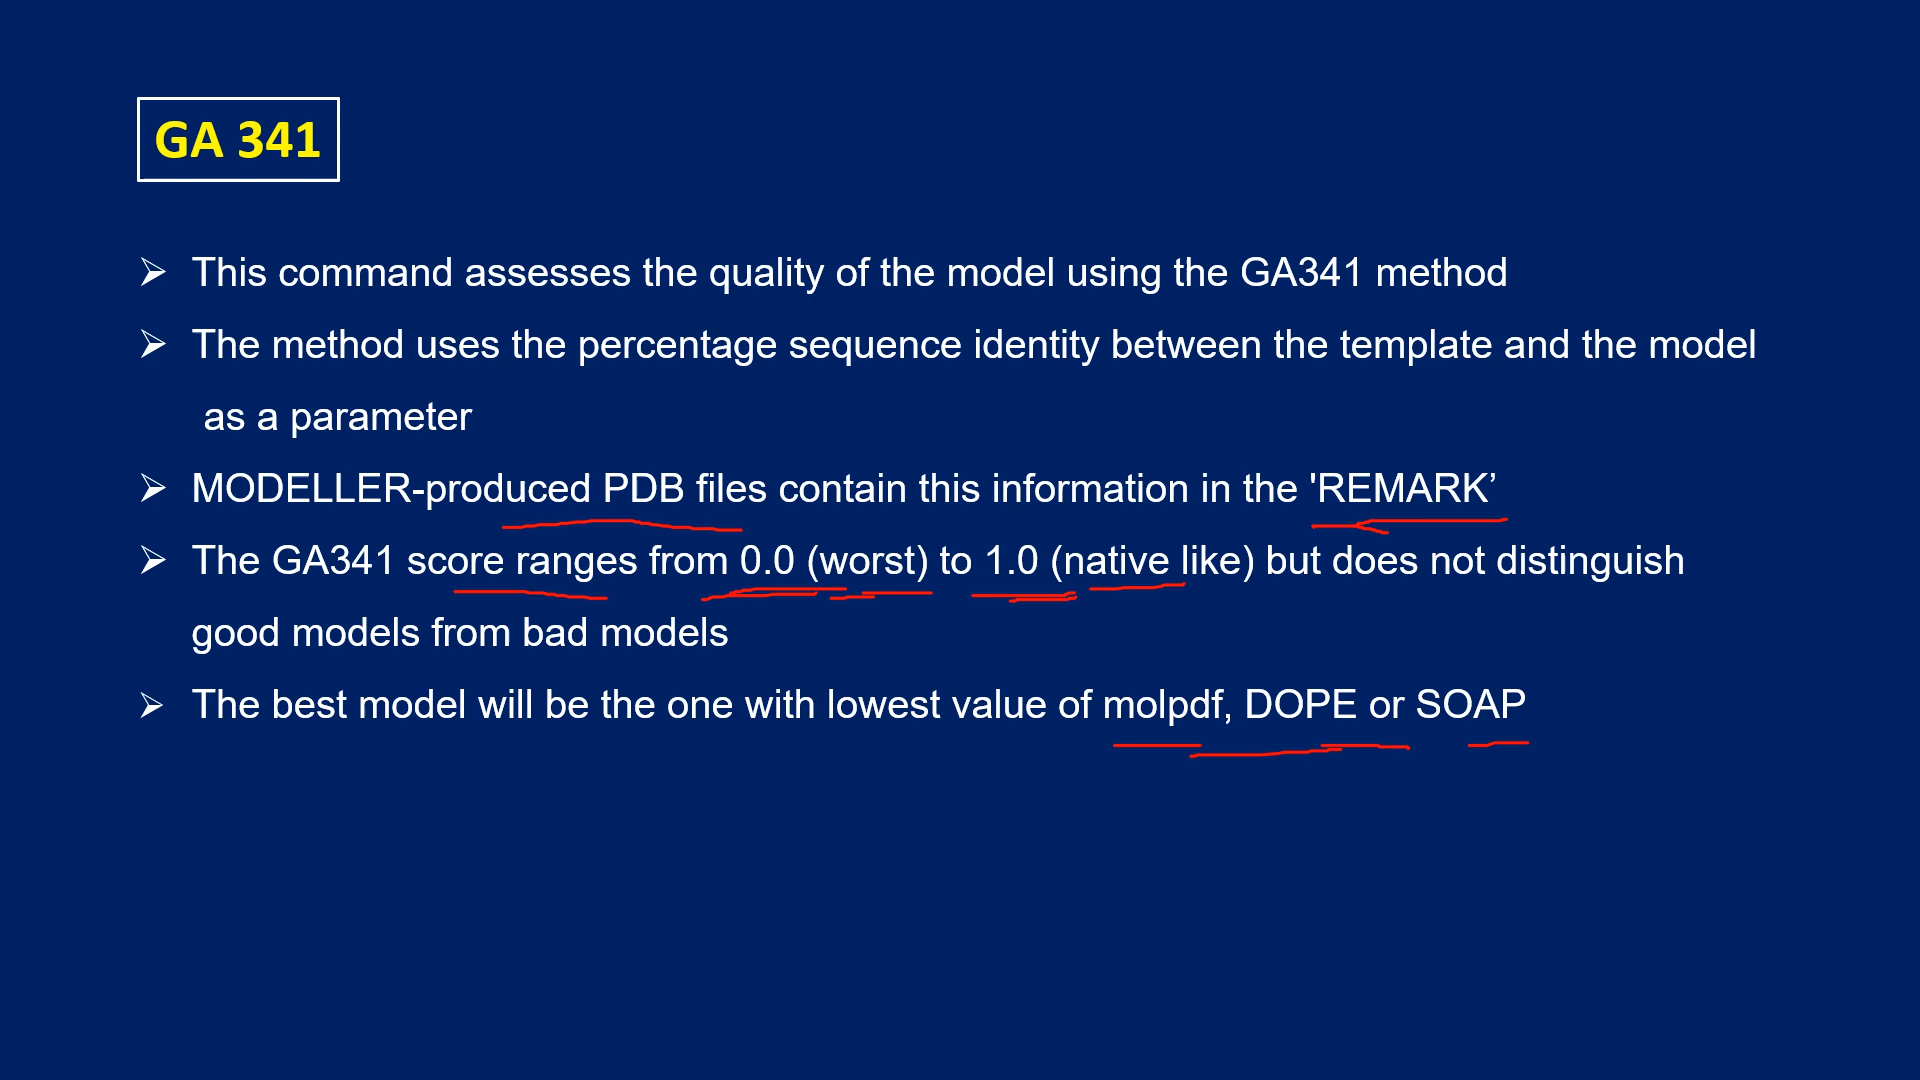 GA 341
➢ This command assesses the quality of the model using the GA341 method
➢ The method uses the percentage sequence identity between the template and the model
as a parameter
➢ MODELLER-produced PDB files contain this information in the 'REMARK’
➢ The GA341 score ranges from 0.0 (worst) to 1.0 (native like) but does not distinguish
good models from bad models
➢ The best model will be the one with lowest value of molpdf, DOPE or SOAP